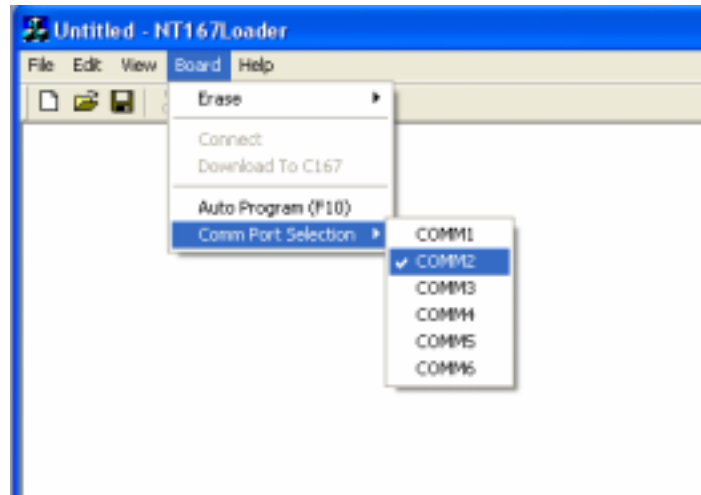 Untitled - NT167Loader
File Edit View Board Help
Erase
Connect
Download To C167
Auto Program (F10)
Comm Port Selection
COMM1
COMM2
COMM3
COMM4
COMM5
COMM6